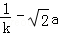 1/k - √2 a